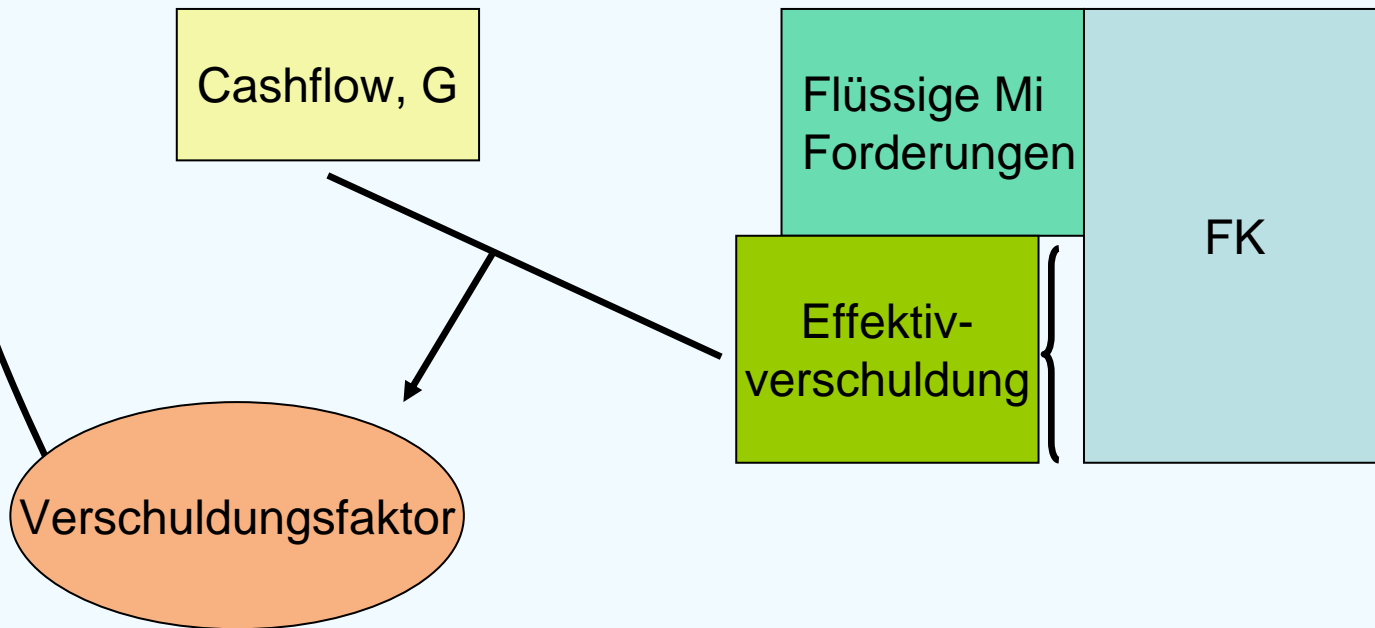 Cashflow, G
Flüssige Mi
Forderungen
FK
Effektiv-
verschuldung
Verschuldungsfaktor